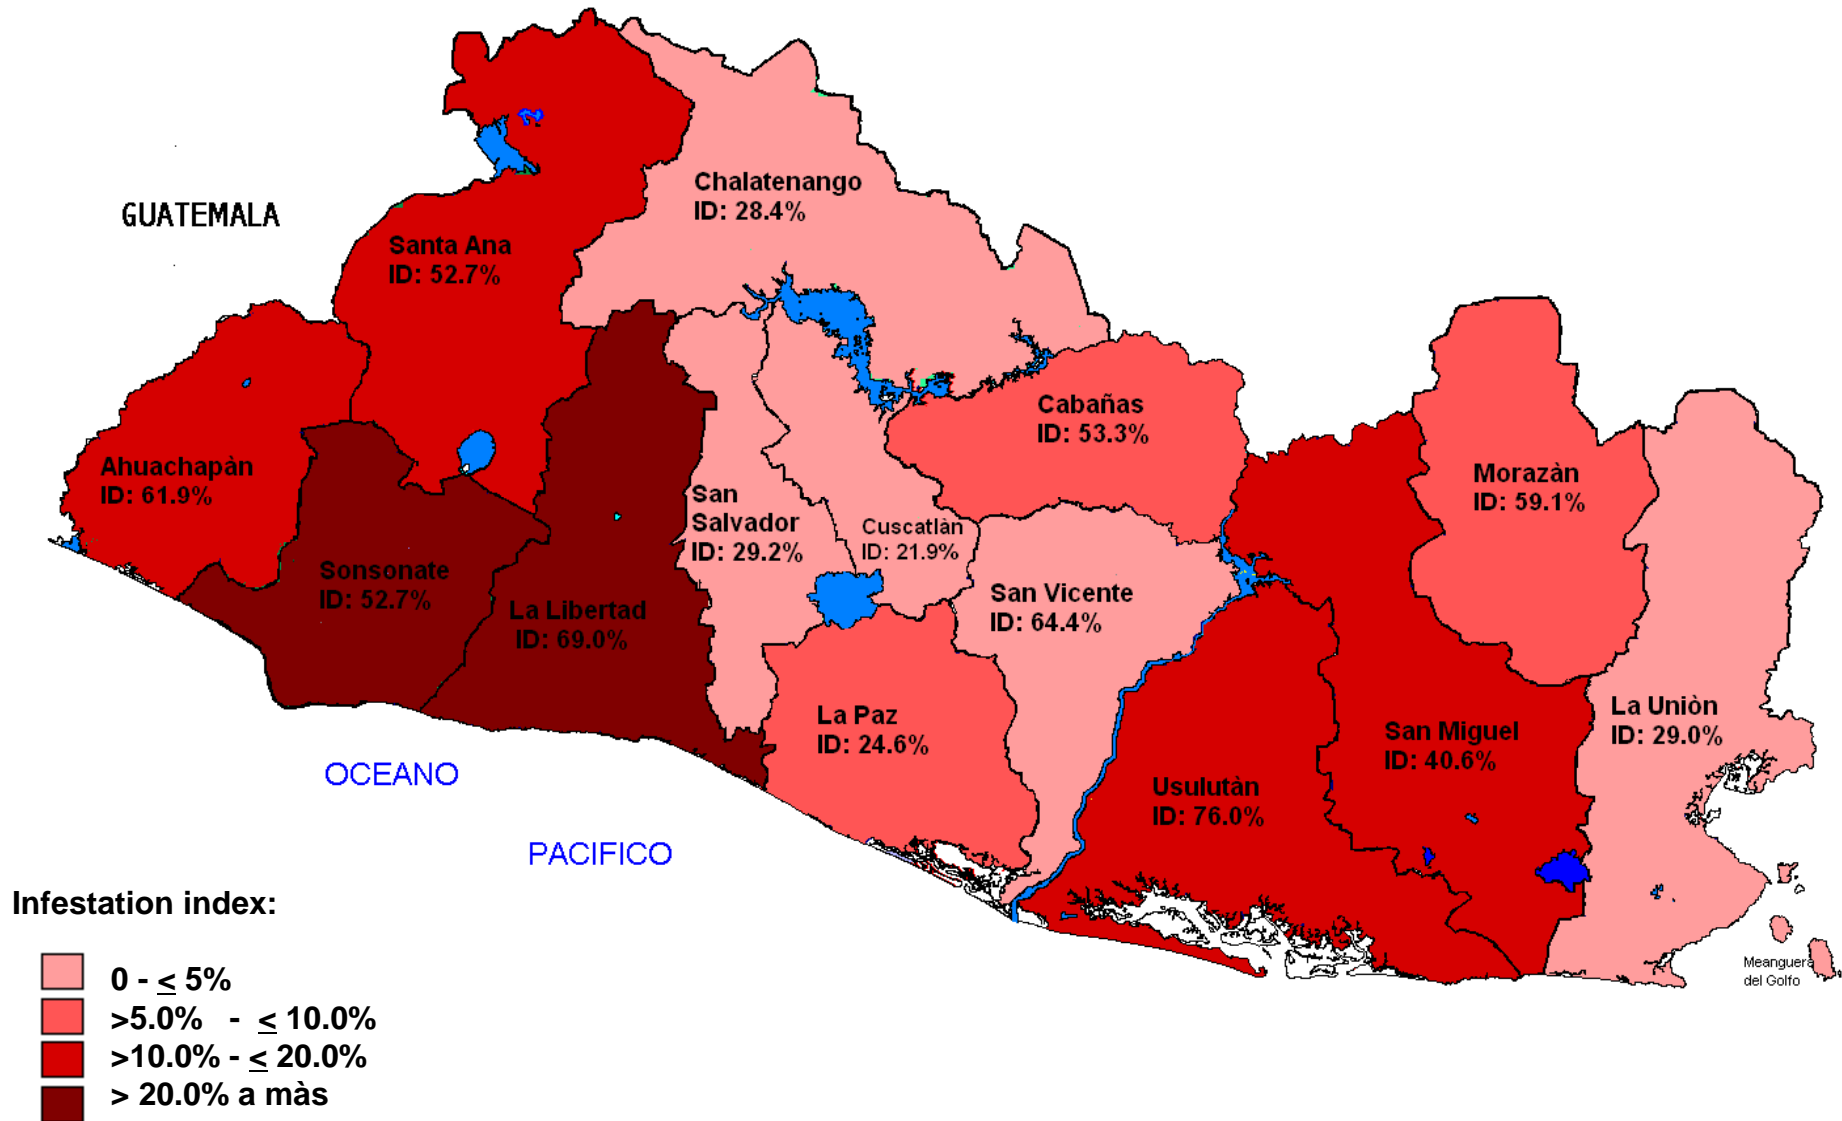 GUATEMALA
Chalatenango
ID: 28.4%
Santa Ana
ID: 52.7%
Cabañas
ID: 53.3%
Ahuachapàn
ID: 61.9%
Morazàn
ID: 59.1%
San
Salvador
ID: 29.2%
Cuscatlàn
ID: 21.9%
Sonsonate
ID: 52.7%
La Libertad
ID: 69.0%
San Vicente
ID: 64.4%
La Paz
ID: 24.6%
La Uniòn
ID: 29.0%
San Miguel
ID: 40.6%
Usulutàn
ID: 76.0%
OCEANO
PACIFICO
Meanguera
del Golfo
Infestation index:
0 - ≤ 5%
>5.0% - ≤ 10.0%
>10.0% - ≤ 20.0%
> 20.0% a màs